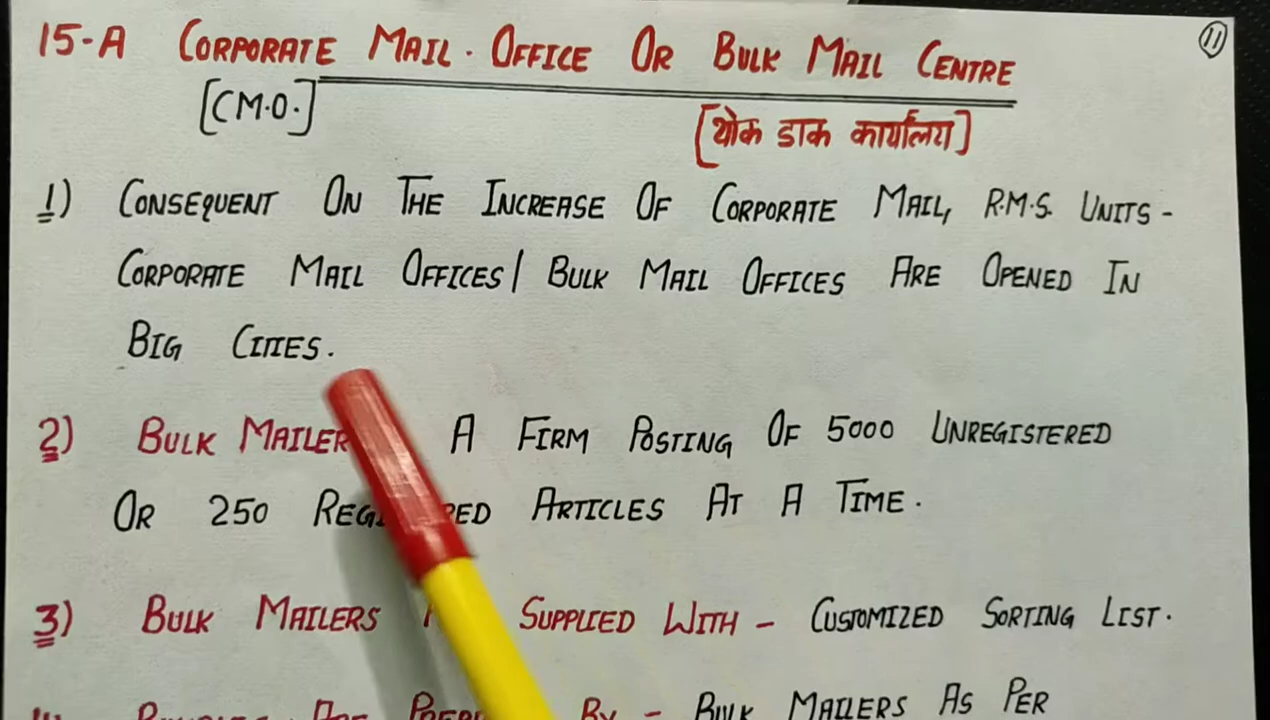 11
15-A CORPORATE MAIL. OFFICE OR BULK MAIL CENTRE
[C M.O.] [थोक डाक कार्यालय]
1) CONSEQUENT ON THE INCREASE OF CORPORATE MAIL, R.M.S. UNITS -
CORPORATE MAIL OFFICES/ BULK MAIL OFFICES ARE OPENED IN
BIG CITIES.
2) BULK MAILER A FIRM POSTING OF 5000 UNREGISTERED
OR 250 ARTICLES AT A TIME.
3) BULK MAILERS SUPPLIED WITH - CUSTOMIZED SORTING LIST.
BY - BULK MAILERS AS PER